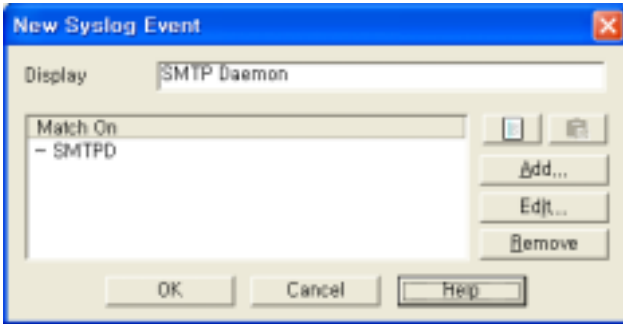 New Syslog Event
Display SMTP Daemon
Match On
– SMTPD
Add...
Edit...
Remove
OK Cancel Help